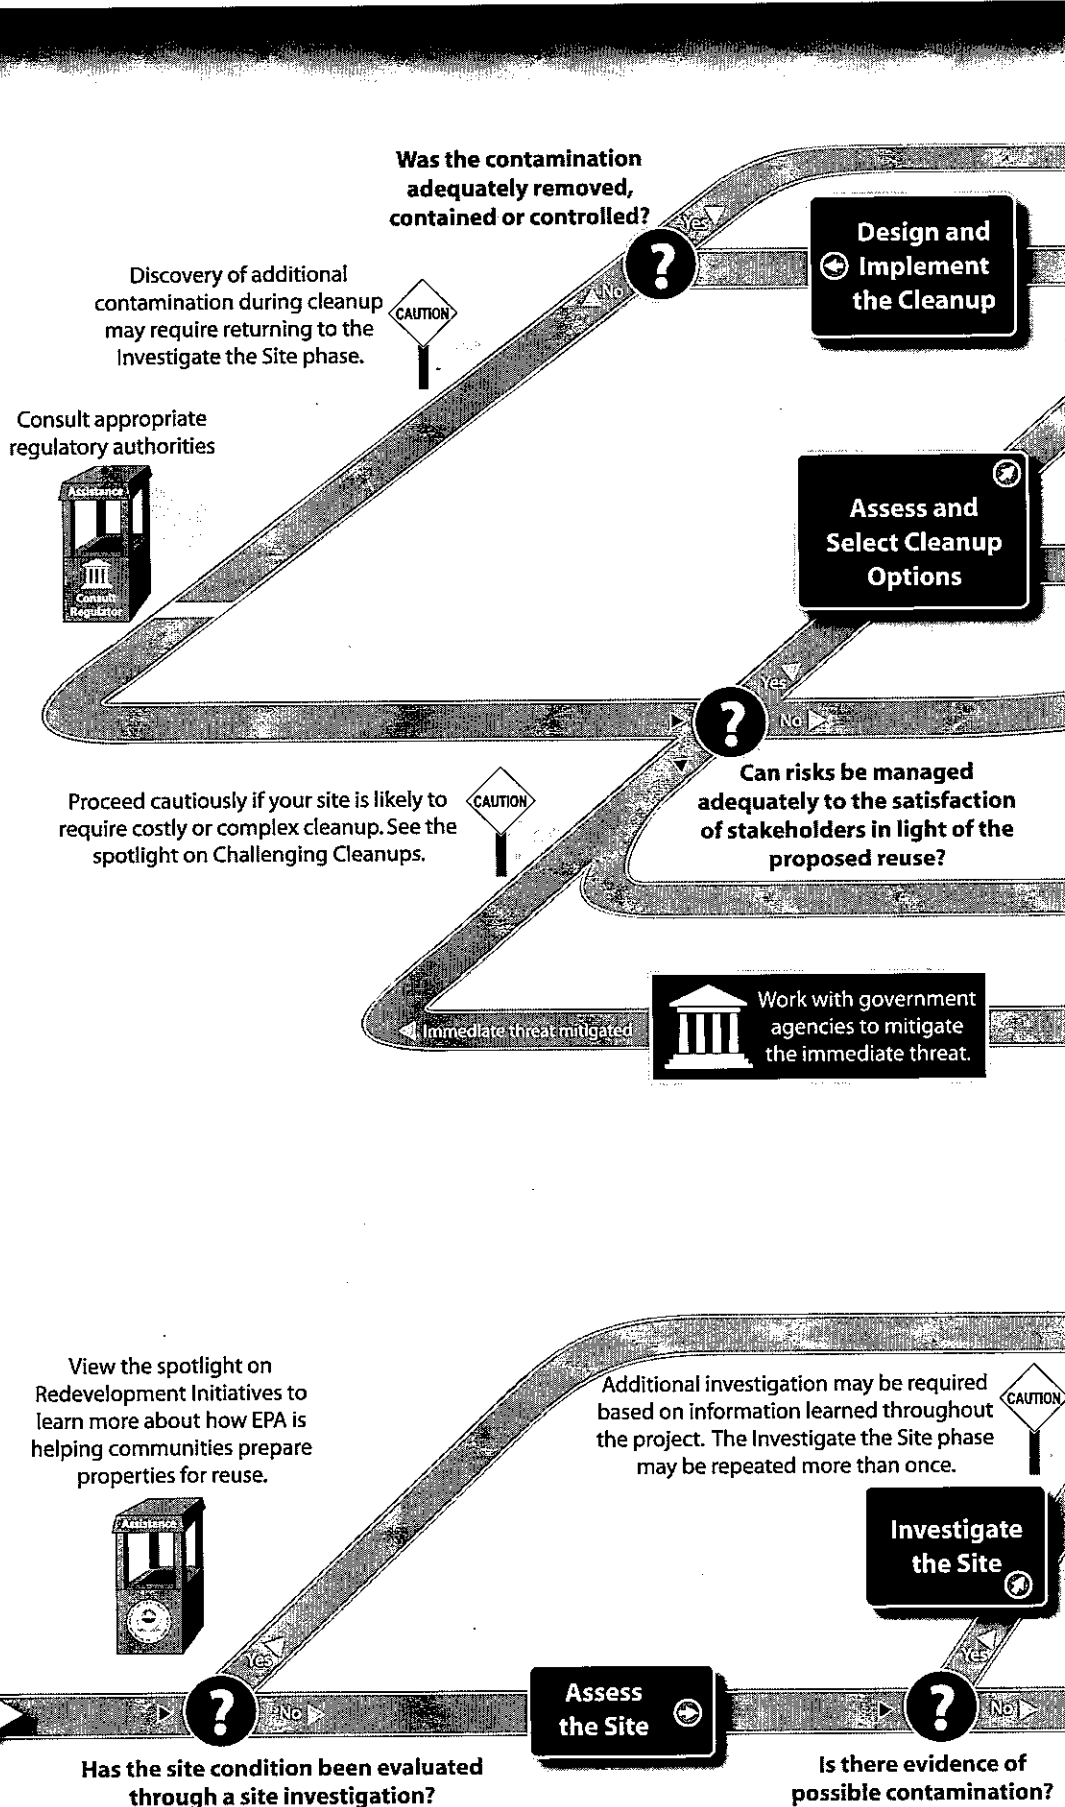 Was the contamination
adequately removed,
contained or controlled?
Yes
No
Design and
Implement
the Cleanup
Discovery of additional
contamination during cleanup
may require returning to the
Investigate the Site phase.
CAUTION
Consult appropriate
regulatory authorities
Assistance
Consult
Regulator
Assess and
Select Cleanup
Options
Yes
No
Can risks be managed
adequately to the satisfaction
of stakeholders in light of the
proposed reuse?
Proceed cautiously if your site is likely to
require costly or complex cleanup. See the
spotlight on Challenging Cleanups.
CAUTION
Immediate threat mitigated
Work with government
agencies to mitigate
the immediate threat.
View the spotlight on
Redevelopment Initiatives to
learn more about how EPA is
helping communities prepare
properties for reuse.
Assistance
Additional investigation may be required
based on information learned throughout
the project. The Investigate the Site phase
may be repeated more than once.
CAUTION
Investigate
the Site
Yes
No
Assess
the Site
Yes
No
Has the site condition been evaluated
through a site investigation?
Is there evidence of
possible contamination?